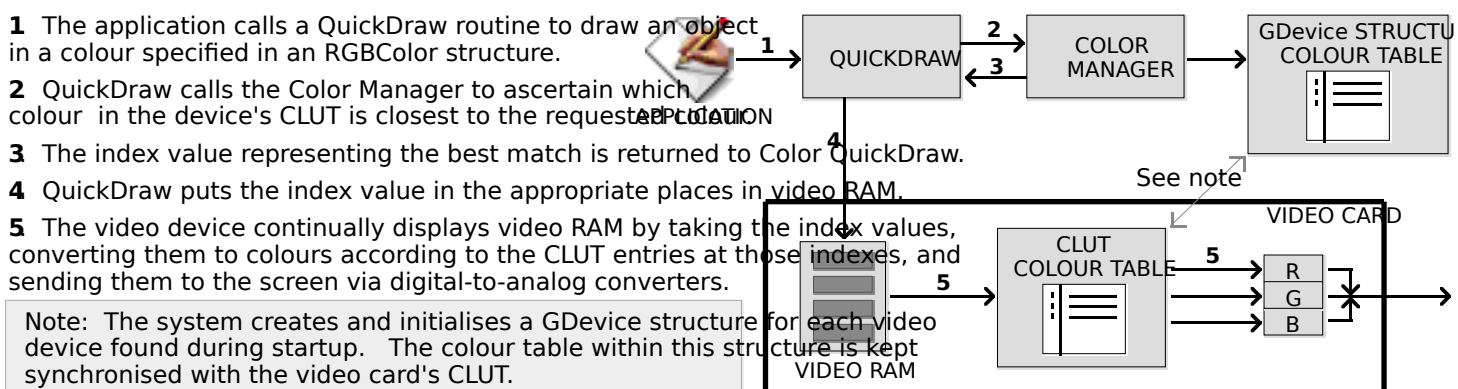 1 The application calls a QuickDraw routine to draw an object
in a colour specified in an RGBColor structure.
2 QuickDraw calls the Color Manager to ascertain which
colour in the device's CLUT is closest to the requested colour.
3 The index value representing the best match is returned to Color QuickDraw.
4 QuickDraw puts the index value in the appropriate places in video RAM.
5 The video device continually displays video RAM by taking the index values,
converting them to colours according to the CLUT entries at those indexes, and
sending them to the screen via digital-to-analog converters.
Note: The system creates and initialises a GDevice structure for each video
device found during startup. The colour table within this structure is kept
synchronised with the video card's CLUT.
APPLICATION
1
QUICKDRAW
2
3
COLOR
MANAGER
GDevice STRUCTU
COLOUR TABLE
4
See note
VIDEO CARD
VIDEO RAM
5
CLUT
COLOUR TABLE
5
R
G
B